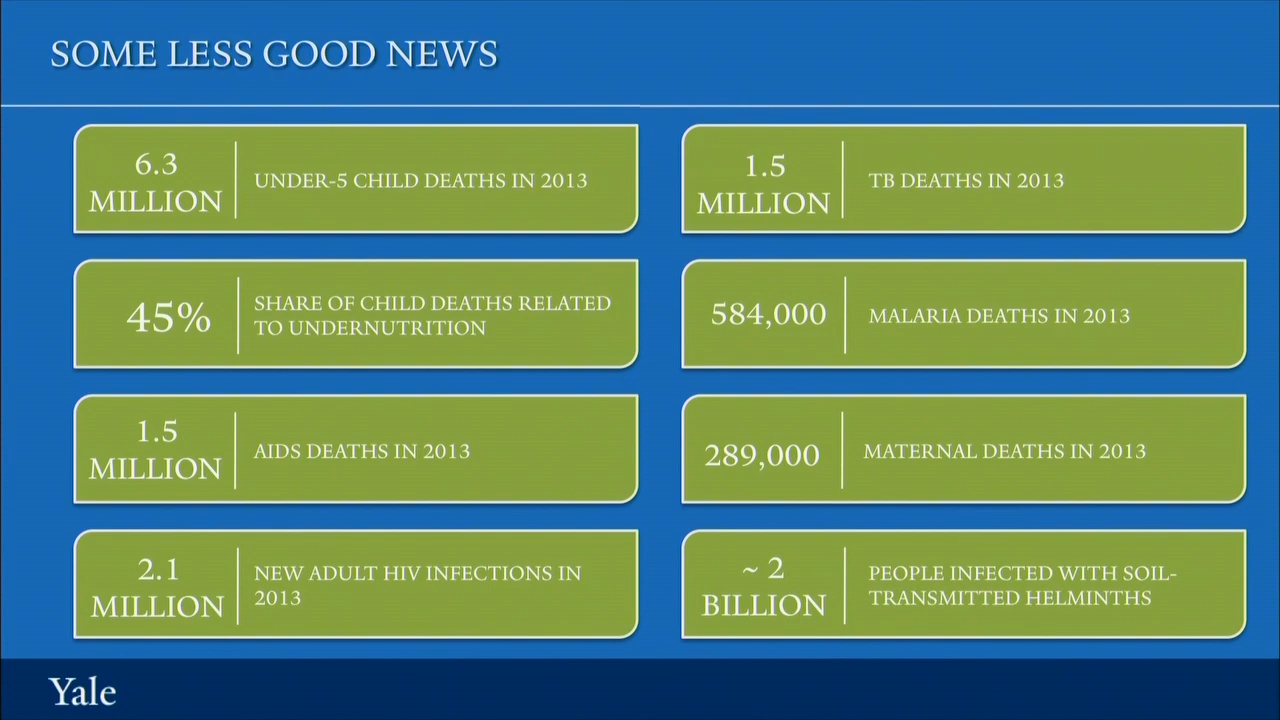 SOME LESS GOOD NEWS
6.3
MILLION
UNDER-5 CHILD DEATHS IN 2013
1.5
MILLION
TB DEATHS IN 2013
45%
SHARE OF CHILD DEATHS RELATED
TO UNDERNUTRITION
584,000
MALARIA DEATHS IN 2013
1.5
MILLION
AIDS DEATHS IN 2013
289,000
MATERNAL DEATHS IN 2013
2.1
MILLION
NEW ADULT HIV INFECTIONS IN
2013
~ 2
BILLION
PEOPLE INFECTED WITH SOIL-
TRANSMITTED HELMINTHS
Yale